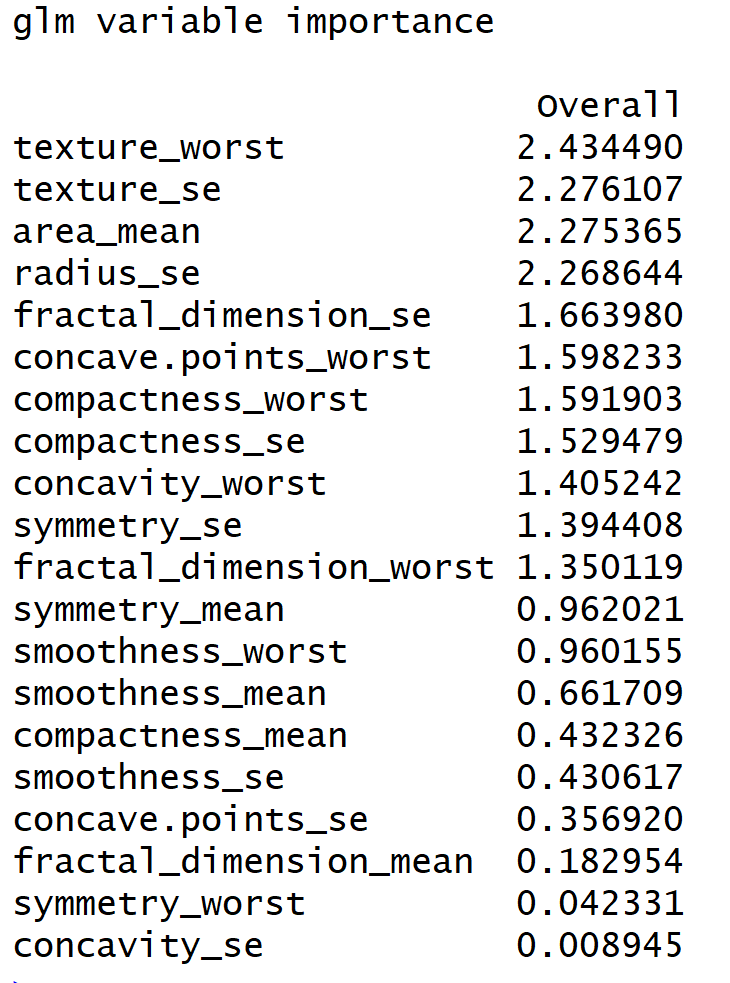 glm variable importance
Overall
texture_worst 2.434490
texture_se 2.276107
area_mean 2.275365
radius_se 2.268644
fractal_dimension_se 1.663980
concave.points_worst 1.598233
compactness_worst 1.591903
compactness_se 1.529479
concavity_worst 1.405242
symmetry_se 1.394408
fractal_dimension_worst 1.350119
symmetry_mean 0.962021
smoothness_worst 0.960155
smoothness_mean 0.661709
compactness_mean 0.432326
smoothness_se 0.430617
concave.points_se 0.356920
fractal_dimension_mean 0.182954
symmetry_worst 0.042331
concavity_se 0.008945